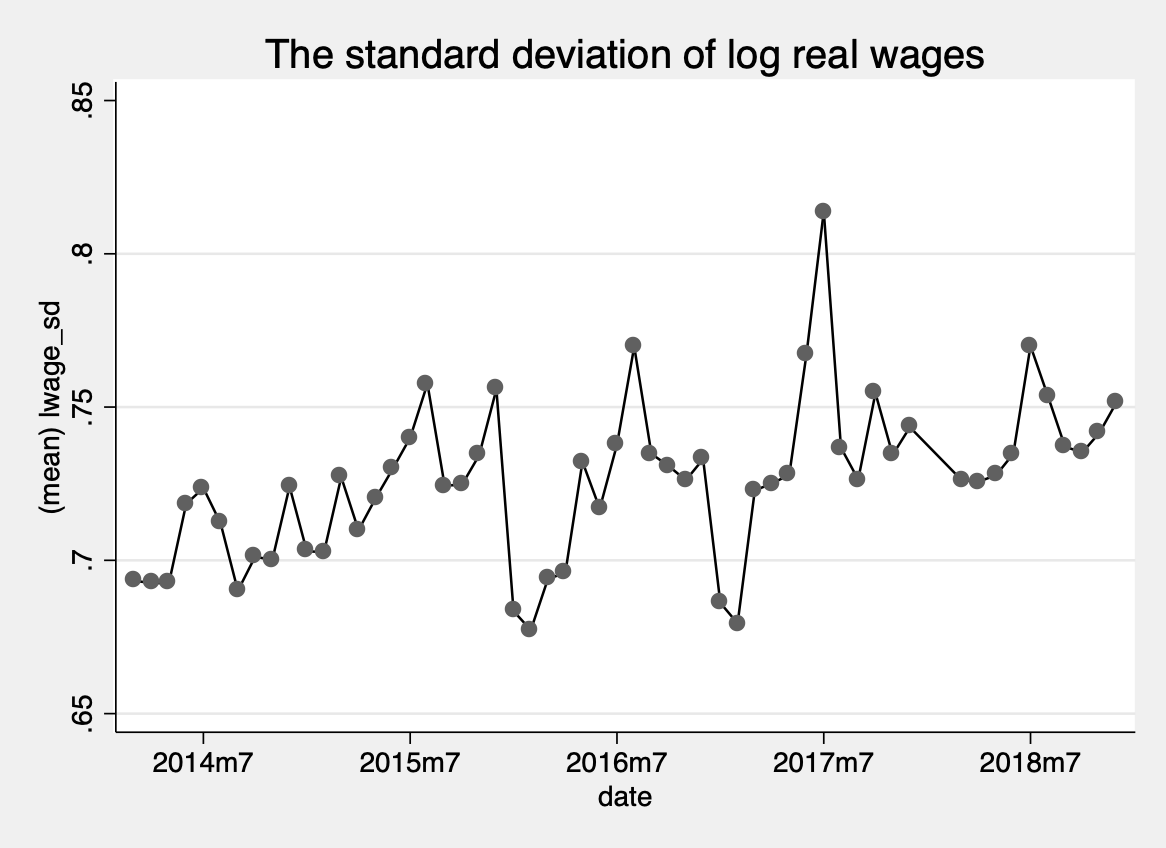 The standard deviation of log real wages
(mean) lwage_sd
.85
.8
.75
.7
.65
2014m7
2015m7
2016m7
2017m7
2018m7
date